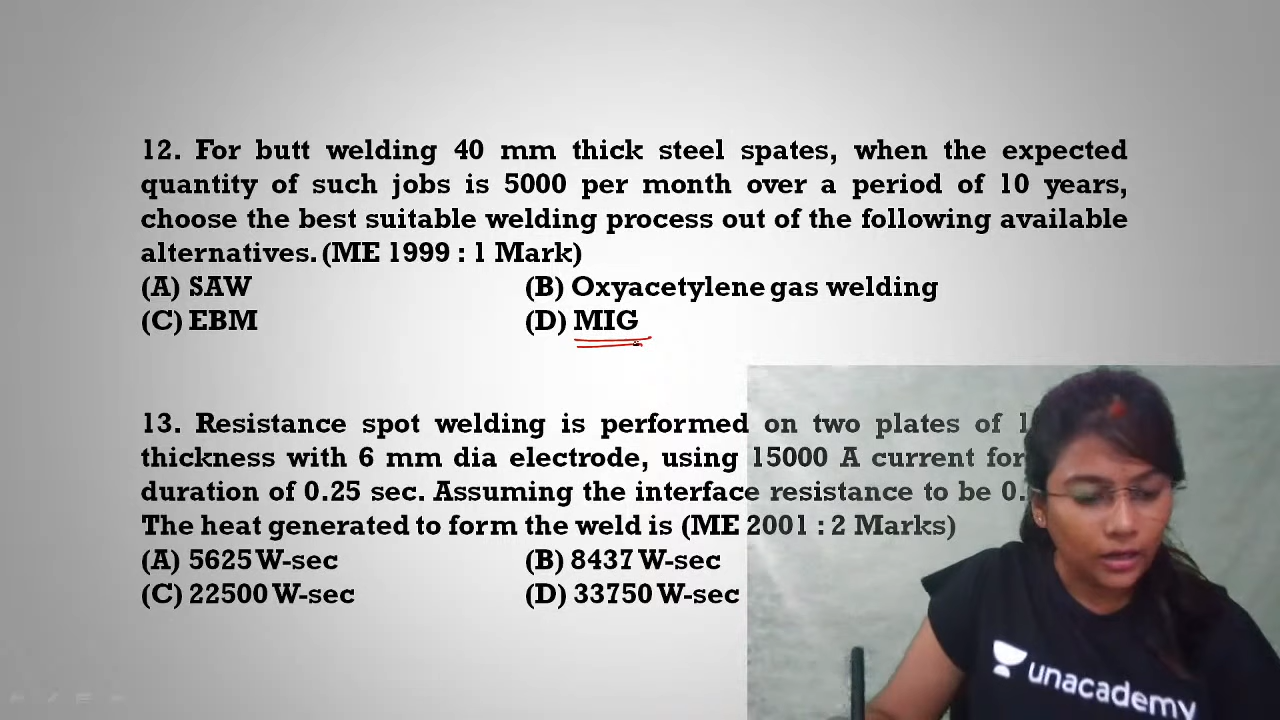 12. For butt welding 40 mm thick steel spates, when the expected
quantity of such jobs is 5000 per month over a period of 10 years,
choose the best suitable welding process out of the following available
alternatives. (ME 1999 : 1 Mark)
(A) SAW (B) Oxyacetylene gas welding
(C) EBM (D) MIG
13. Resistance spot welding is performed on two plates of
thickness with 6 mm dia electrode, using 15000 A current for
duration of 0.25 sec. Assuming the interface resistance to be 0.
The heat generated to form the weld is (ME 2001 : 2 Marks)
(A) 5625 W-sec (B) 8437 W-sec
(C) 22500 W-sec (D) 33750 W-sec
unacademy